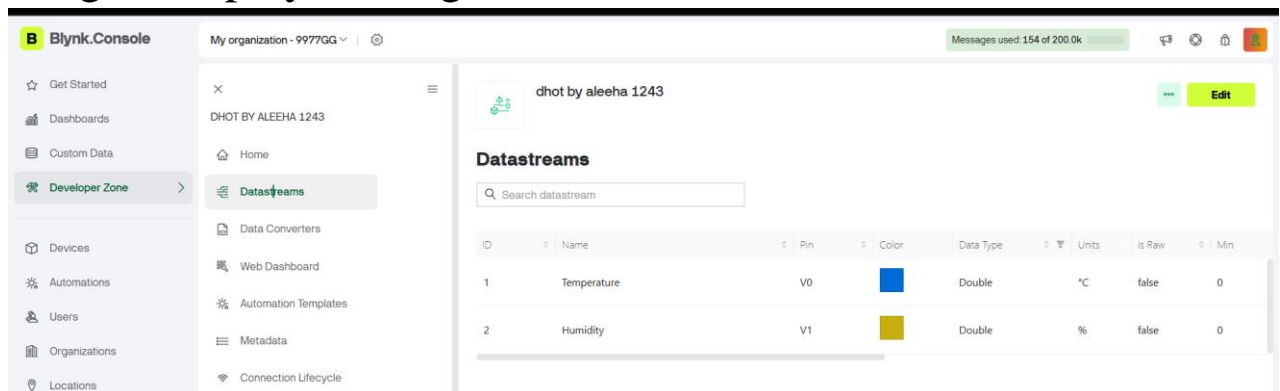 B Blynk.Console
My organization - 9977GG
Messages used: 154 of 200.0k
Get Started
Dashboards
Custom Data
Developer Zone
Devices
Automations
Users
Organizations
Locations
DHOT BY ALEEHA 1243
Home
Datastreams
Data Converters
Web Dashboard
Automation Templates
Metadata
Connection Lifecycle
dhot by aleeha 1243
Edit
Datastreams
Search datastream
ID Name Pin Color Data Type Units Is Raw Min
1 Temperature V0 Double °C false 0
2 Humidity V1 Double % false 0